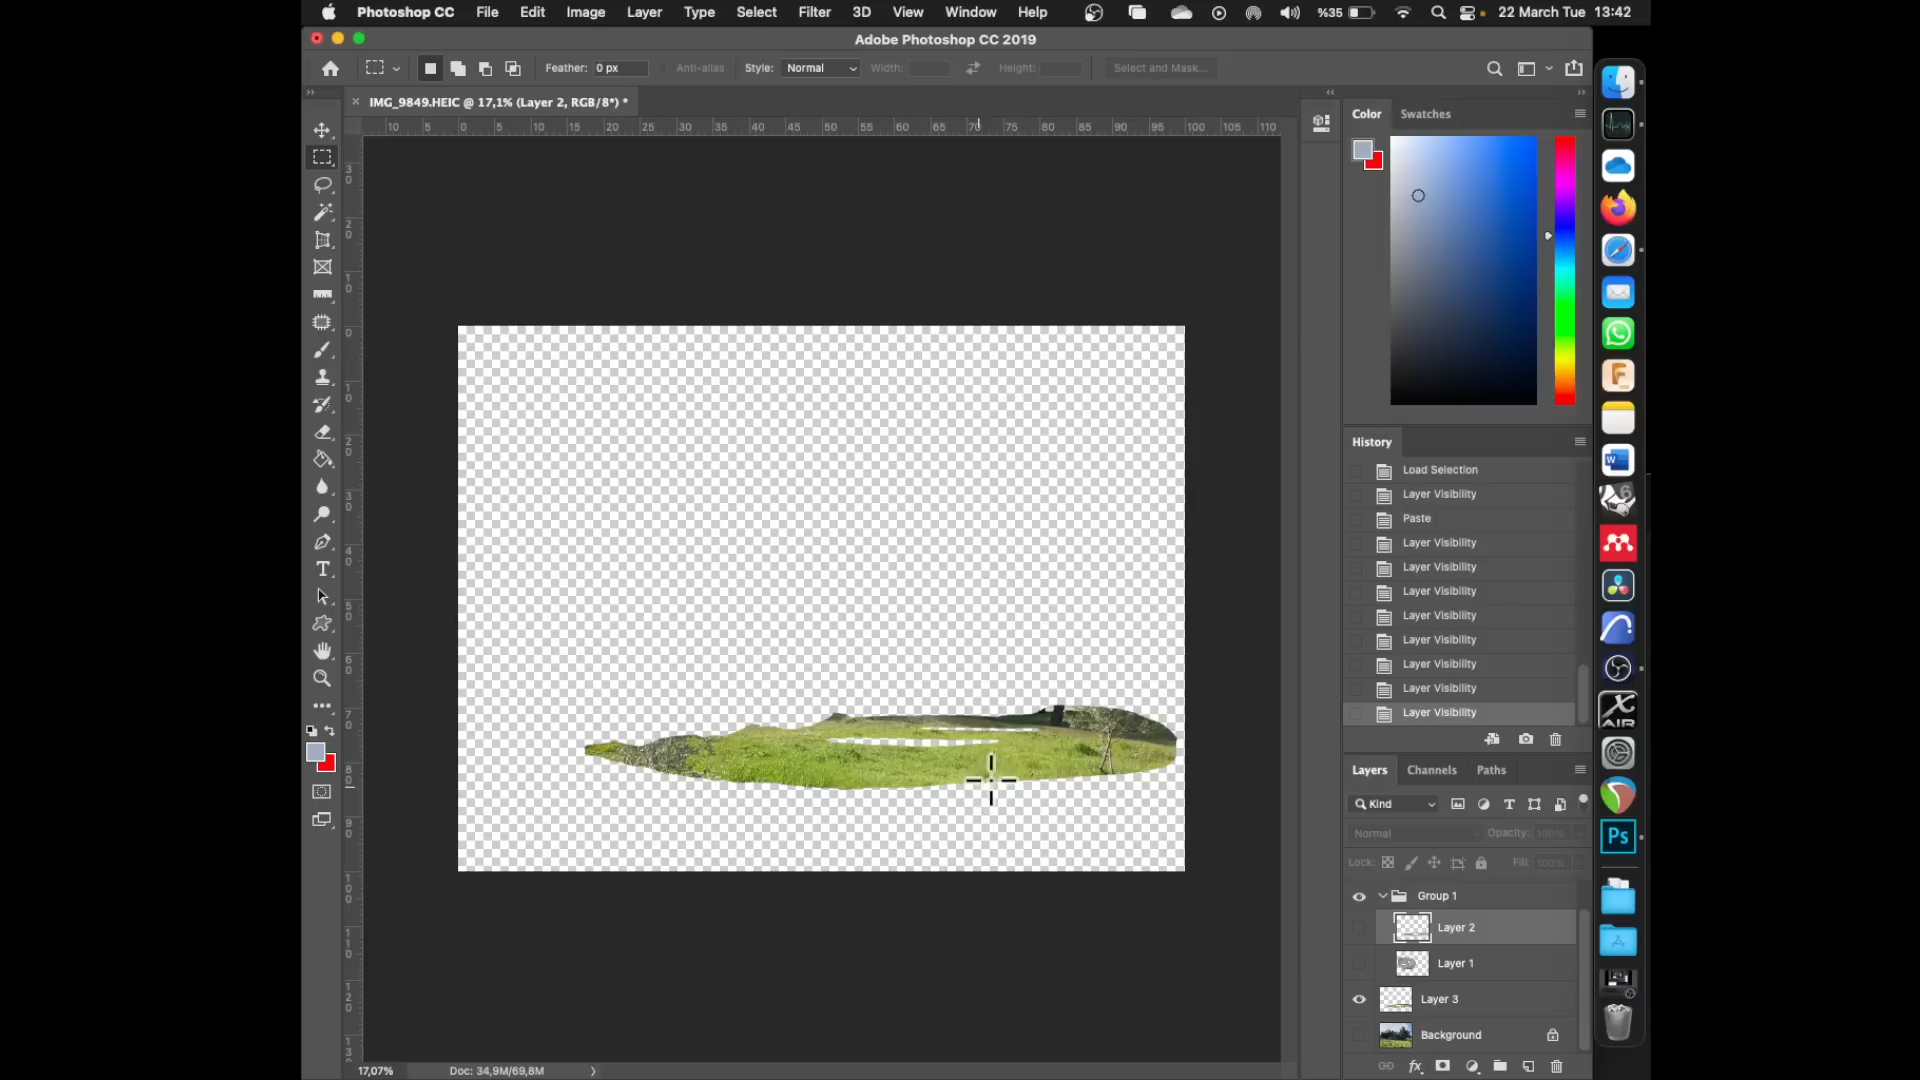 Photoshop CC File Edit Image Layer Type Select Filter 3D View Window Help %35 22 March Tue 13:42
Adobe Photoshop CC 2019
Feather: 0 px Anti-alias Style: Normal Width: Height: Select and Mask...
IMG_9849.HEIC @ 17,1% (Layer 2, RGB/8*) *
Color Swatches
10 5 0 5 10 15 20 25 30 35 40 45 50 55 60 65 70 75 80 85 90 95 100 105 110
History
Load Selection
Layer Visibility
Paste
Layer Visibility
Layer Visibility
Layer Visibility
Layer Visibility
Layer Visibility
Layer Visibility
Layer Visibility
Layer Visibility
Layers Channels Paths
Kind
Normal Opacity: 100%
Lock: Fill: 100%
Group 1
Layer 2
Layer 1
Layer 3
Background
17,07% Doc: 34,9M/69,8M
X AIR
Ps